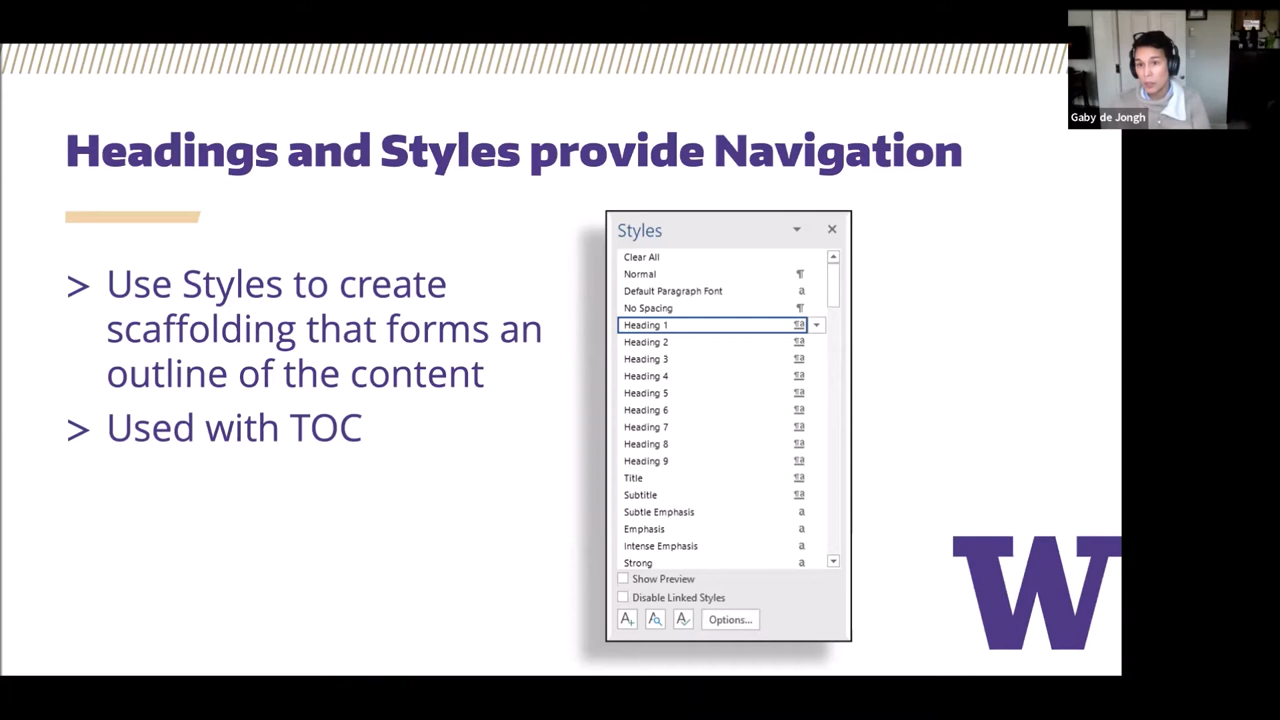 Gaby de Jongh
Headings and Styles provide Navigation
> Use Styles to create
scaffolding that forms an
outline of the content
> Used with TOC
Styles
Clear All
Normal ¶
Default Paragraph Font a
No Spacing ¶
Heading 1 ¶a
Heading 2 ¶a
Heading 3 ¶a
Heading 4 ¶a
Heading 5 ¶a
Heading 6 ¶a
Heading 7 ¶a
Heading 8 ¶a
Heading 9 ¶a
Title ¶a
Subtitle ¶a
Subtle Emphasis a
Emphasis a
Intense Emphasis a
Strong a
Show Preview
Disable Linked Styles
Options...
W